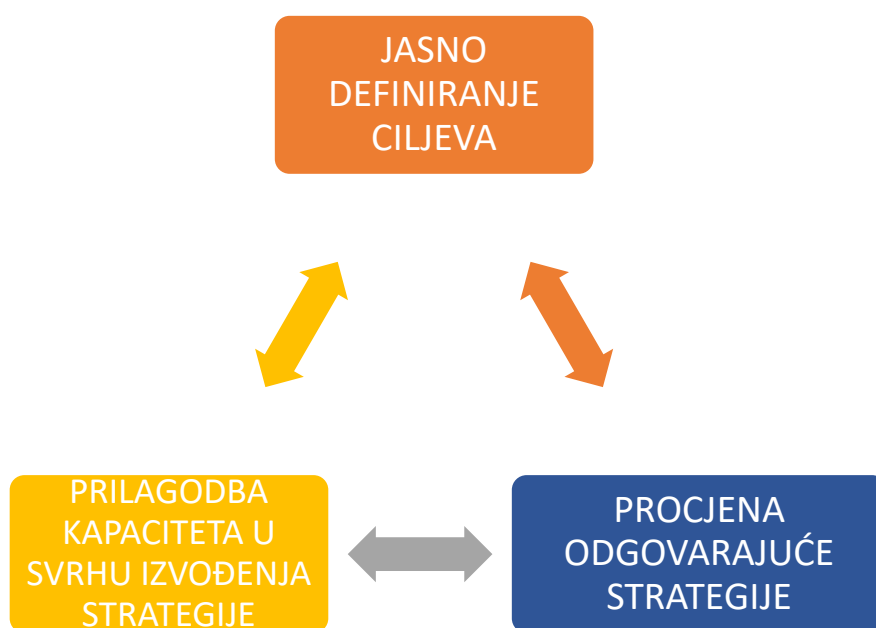 JASNO
DEFINIRANJE
CILJEVA
PRILAGODBA
KAPACITETA U
SVRHU IZVOĐENJA
STRATEGIJE
PROCJENA
ODGOVARAJUĆE
STRATEGIJE